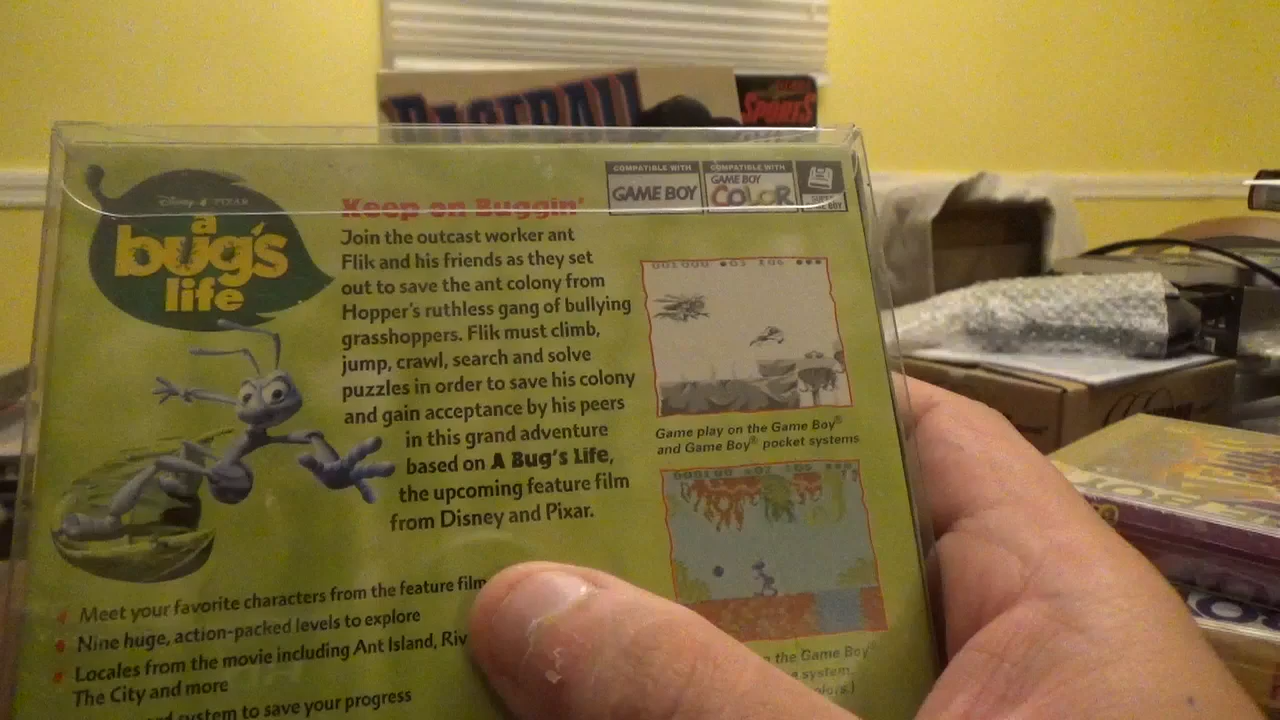 BASEBALL
SPORTS
Disney PIXAR
a
bug's
life
COMPATIBLE WITH
GAME BOY
COMPATIBLE WITH
GAME BOY
COLOR
Keep on Buggin'
Join the outcast worker ant
Flik and his friends as they set
out to save the ant colony from
Hopper's ruthless gang of bullying
grasshoppers. Flik must climb,
jump, crawl, search and solve
puzzles in order to save his colony
and gain acceptance by his peers
in this grand adventure
based on A Bug's Life,
the upcoming feature film
from Disney and Pixar.
Game play on the Game Boy®
and Game Boy® pocket systems
Meet your favorite characters from the feature film
Nine huge, action-packed levels to explore
Locales from the movie including Ant Island, Riv
The City and more
system to save your progress
the Game Boy®
system